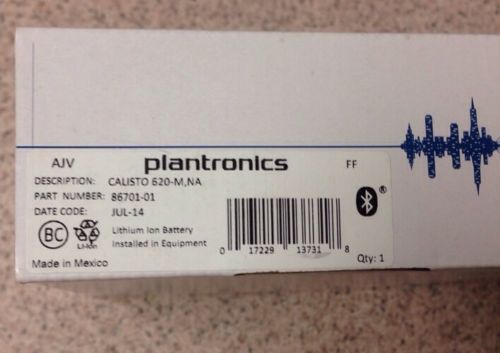 AJV plantronics FF
DESCRIPTION: CALISTO 620-M,NA
PART NUMBER: 86701-01
DATE CODE: JUL-14
®
BC Li-Ion
Lithium Ion Battery
Installed in Equipment
0 17229 13731 8
Qty: 1
Made in Mexico